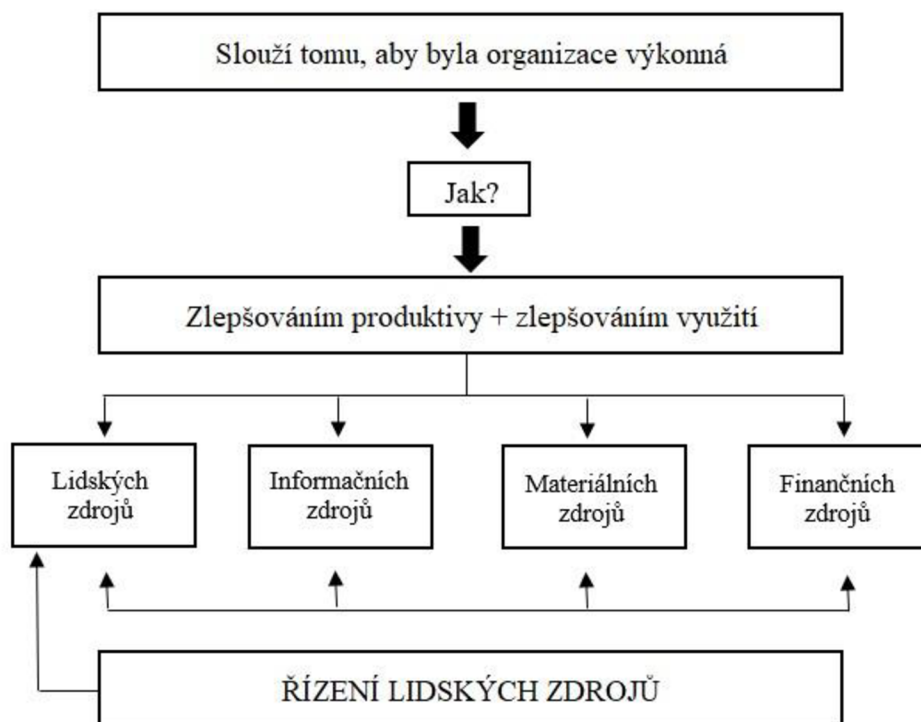 Slouží tomu, aby byla organizace výkonná
Jak?
Zlepšováním produktivy + zlepšováním využití
Lidských
zdrojů
Informačních
zdrojů
Materiálních
zdrojů
Finančních
zdrojů
ŘÍZENÍ LIDSKÝCH ZDROJŮ